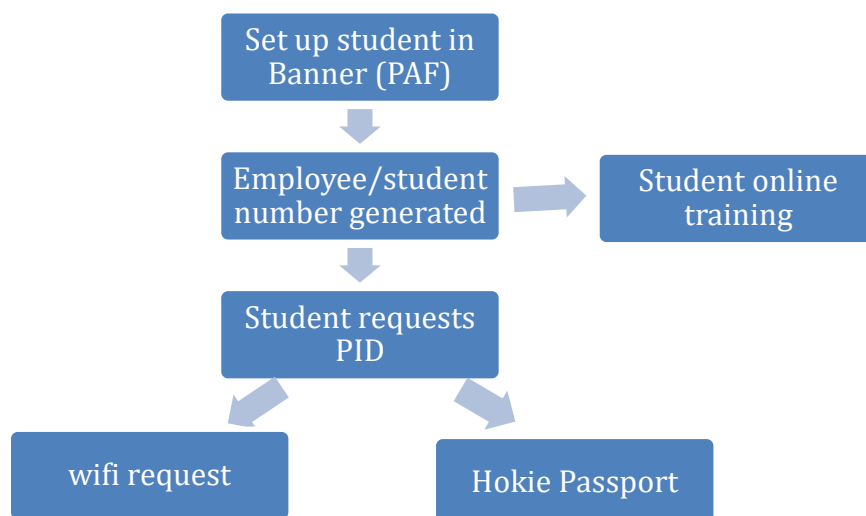 Set up student in
Banner (PAF)
Employee/student
number generated
Student online
training
Student requests
PID
wifi request
Hokie Passport